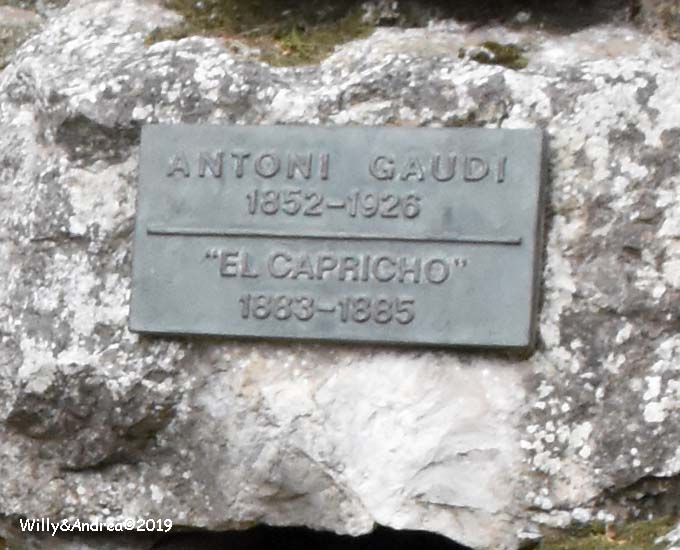 ANTONI GAUDI
1852-1926
"EL CAPRICHO"
1883-1885
Willy&Andrea©2019